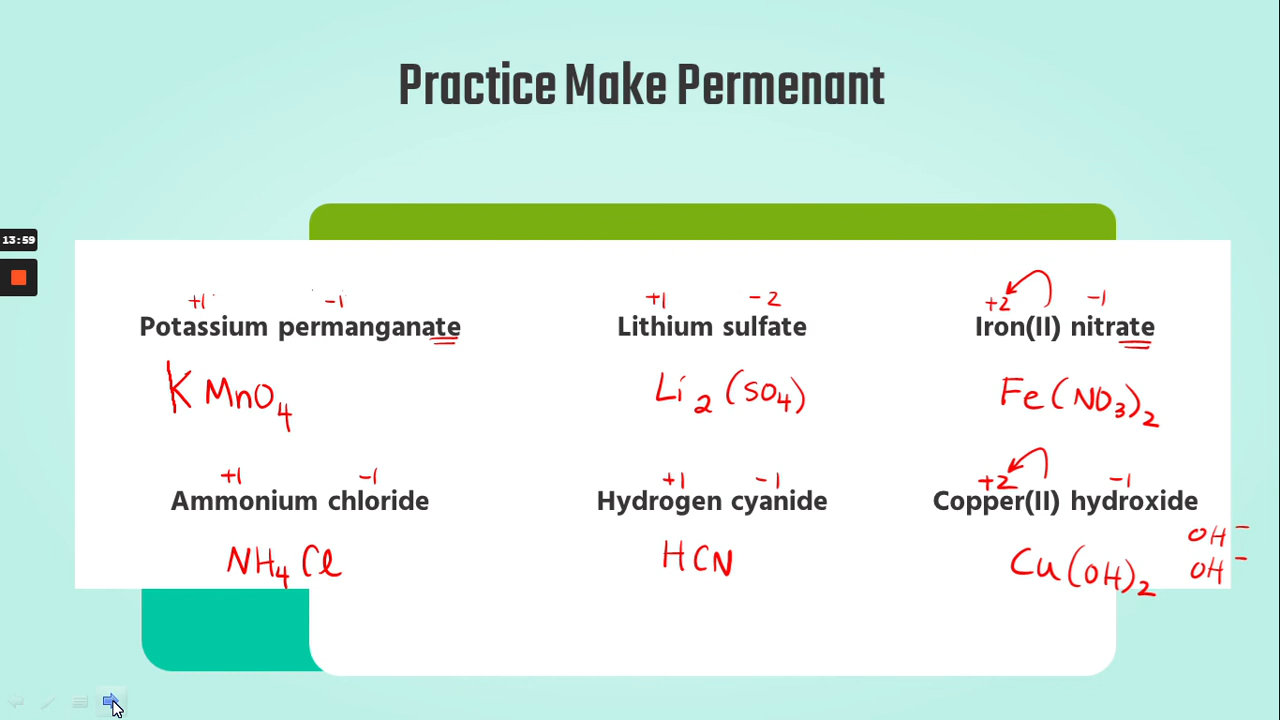 Practice Make Permenant
13:59
+1 -1 +1 -2 +2 -1
Potassium permanganate Lithium sulfate Iron(II) nitrate
KMnO4 Li2(SO4) Fe(NO3)2
+1 -1 +1 -1 +2 -1
Ammonium chloride Hydrogen cyanide Copper(II) hydroxide
OH-
NH4Cl HCN Cu(OH)2 OH-